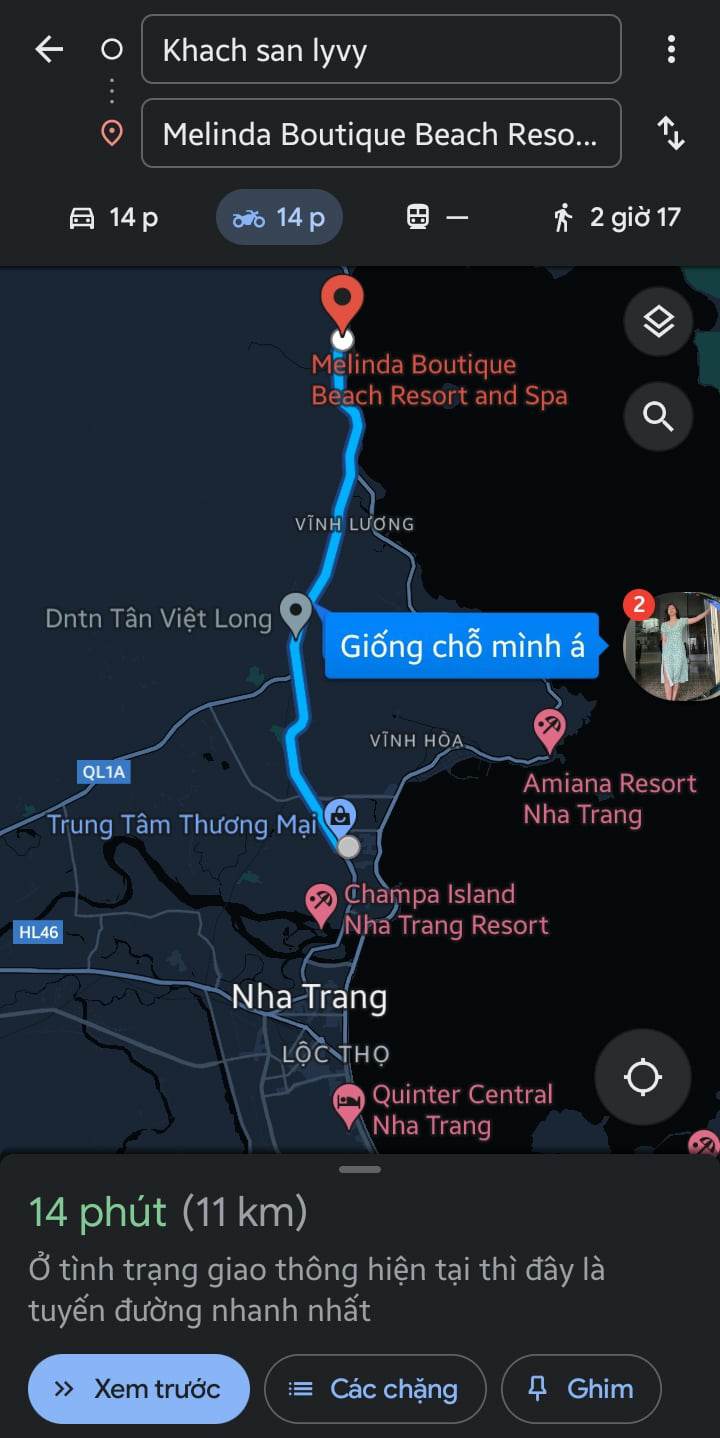 Khach san lyvy
Melinda Boutique Beach Reso...
14 p
14 p
—
2 giờ 17
Melinda Boutique
Beach Resort and Spa
VĨNH LƯƠNG
Dntn Tân Việt Long
2
Giống chỗ mình á
VĨNH HÒA
QL1A
Amiana Resort
Nha Trang
Trung Tâm Thương Mại
Champa Island
Nha Trang Resort
HL46
Nha Trang
LỘC THỌ
Quinter Central
Nha Trang
14 phút (11 km)
Ở tình trạng giao thông hiện tại thì đây là
tuyến đường nhanh nhất
Xem trước
Các chặng
Ghim